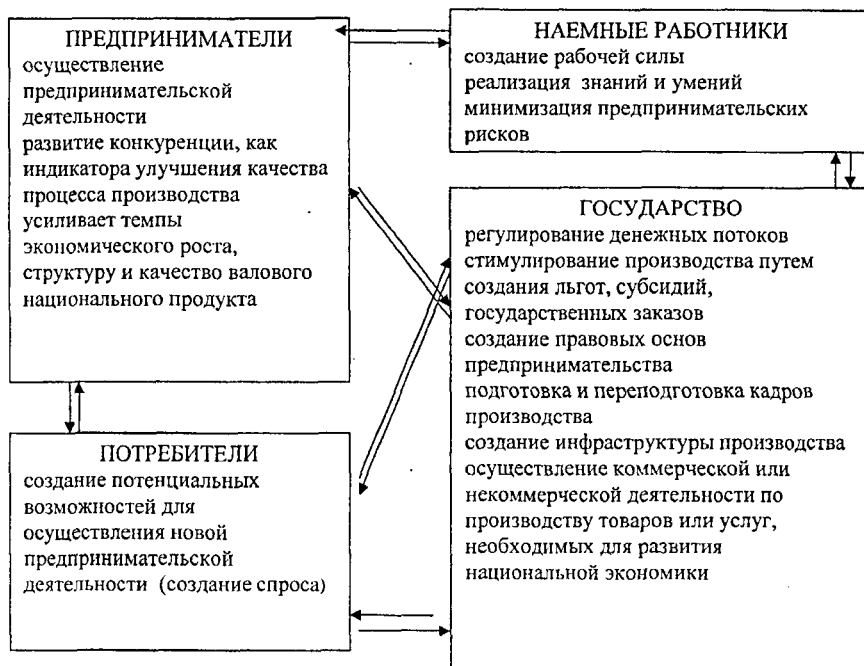 ПРЕДПРИНИМАТЕЛИ
осуществление
предпринимательской
деятельности
развитие конкуренции, как
индикатора улучшения качества
процесса производства
усиливает темпы
экономического роста,
структуру и качество валового
национального продукта
НАЕМНЫЕ РАБОТНИКИ
создание рабочей силы
реализация знаний и умений
минимизация предпринимательских
рисков
ГОСУДАРСТВО
регулирование денежных потоков
стимулирование производства путем
создания льгот, субсидий,
государственных заказов
создание правовых основ
предпринимательства
подготовка и переподготовка кадров
производства
создание инфраструктуры производства
осуществление коммерческой или
некоммерческой деятельности по
производству товаров или услуг,
необходимых для развития
национальной экономики
ПОТРЕБИТЕЛИ
создание потенциальных
возможностей для
осуществления новой
предпринимательской
деятельности (создание спроса)